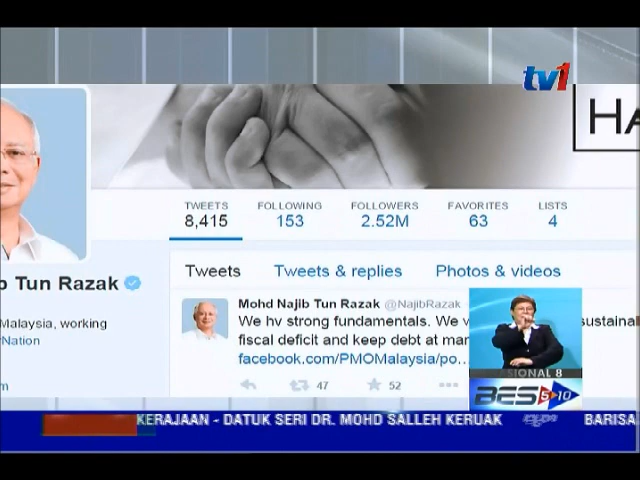 tv1
HA
TWEETS FOLLOWING FOLLOWERS FAVORITES LISTS
8,415 153 2.52M 63 4
Tweets Tweets & replies Photos & videos
Tun Razak
Malaysia, working
Nation
Mohd Najib Tun Razak @NajibRazak
We hv strong fundamentals. We
fiscal deficit and keep debt at
facebook.com/PMOMalaysia/po...
47 52
SIONAL 8
BES 5-10
KERAJAAN - DATUK SERI DR. MOHD SALLEH KERUAK BARISA